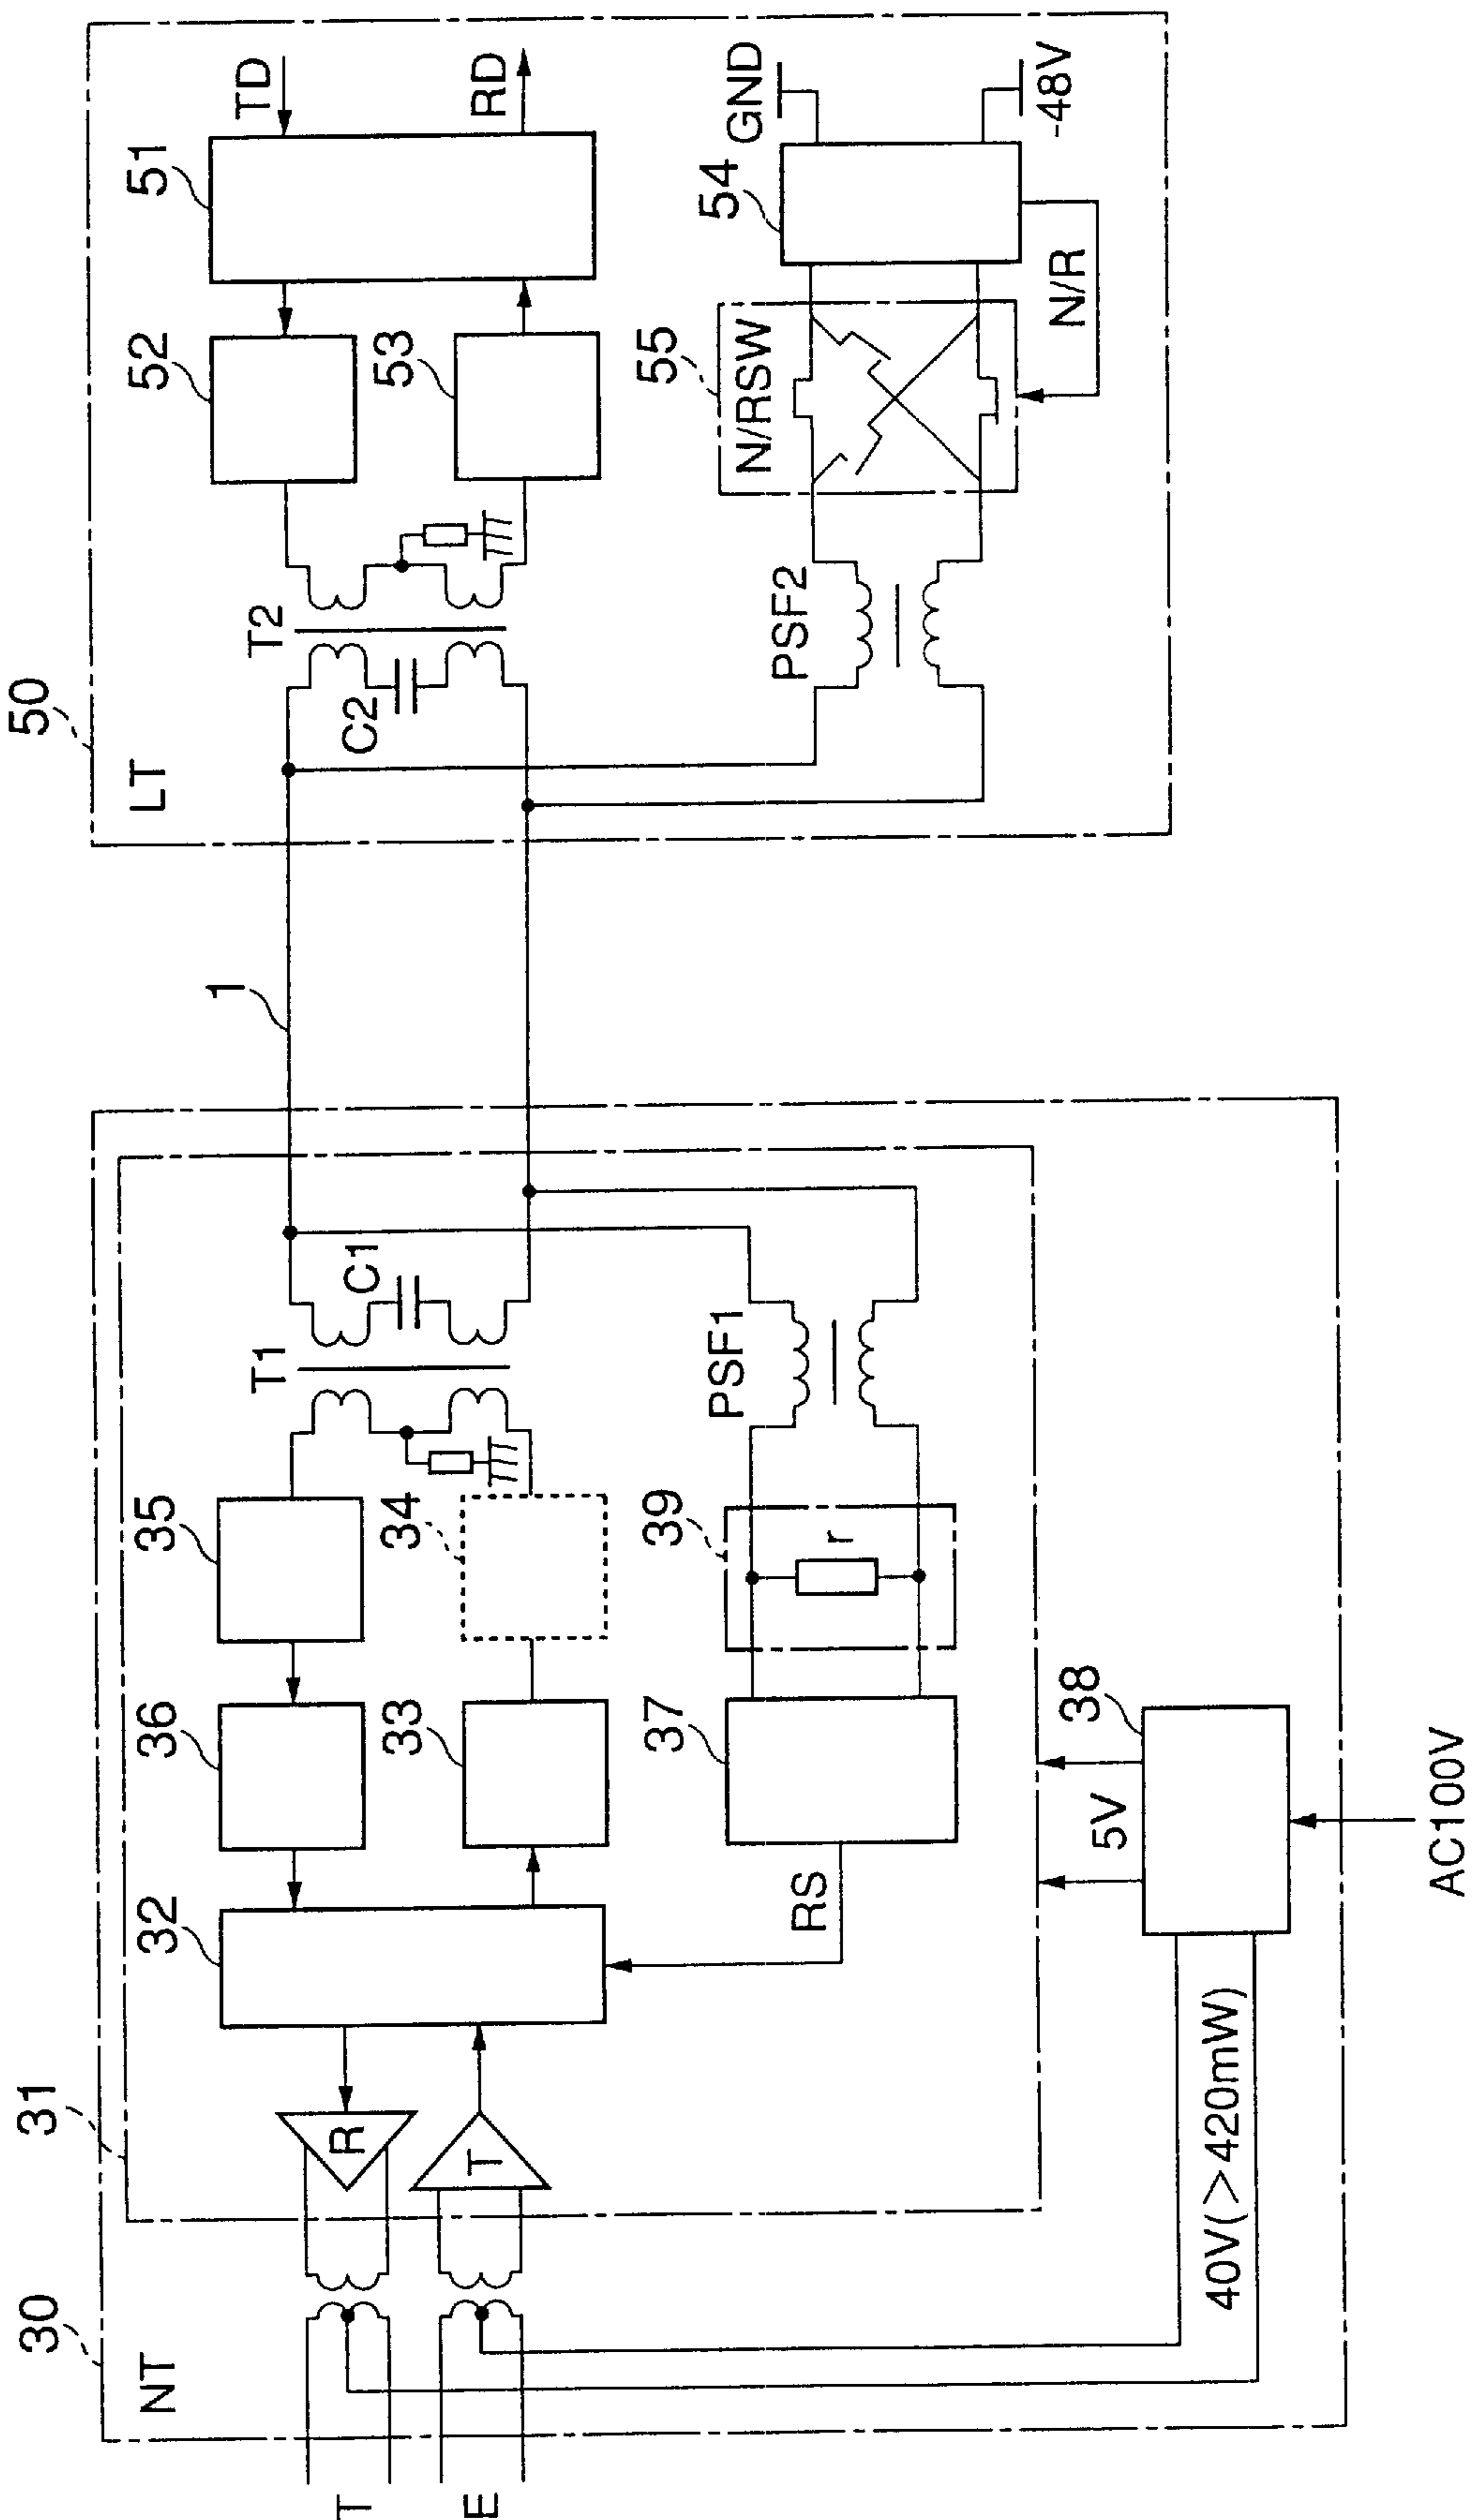 50
LT
T2
C2
52
51
TD
53
RD
PSF2
55
N/RSW
54
GND
-48V
N/R
1
30
NT
31
32
36
35
T1
C1
R
T
33
34
RS
37
39
r
PSF1
38
5V
40V(>420mW)
AC100V
T
E